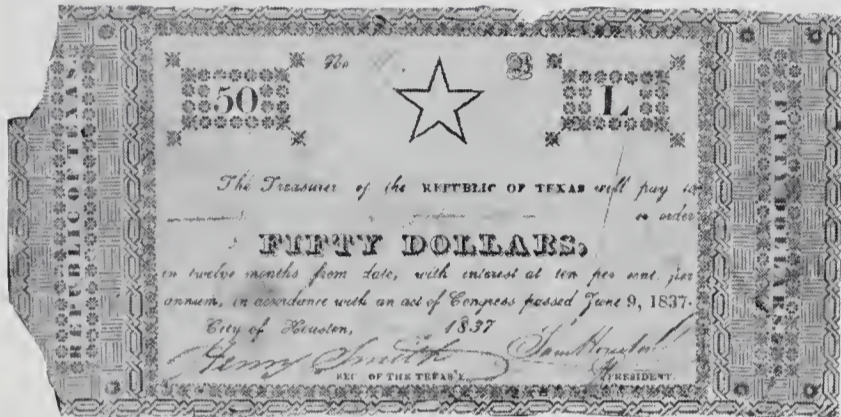 REPUBLIC OF TEXAS.
No
50
L
The Treasurer of the REPUBLIC OF TEXAS will pay to
or order
FIFTY DOLLARS,
in twelve months from date, with interest at ten per cent. per
annum, in accordance with an act of Congress passed June 9, 1837.
City of Houston, 1837
Henry Smith Sam Houston
SEC OF THE TREAS'Y. PRESIDENT.
FIFTY DOLLARS